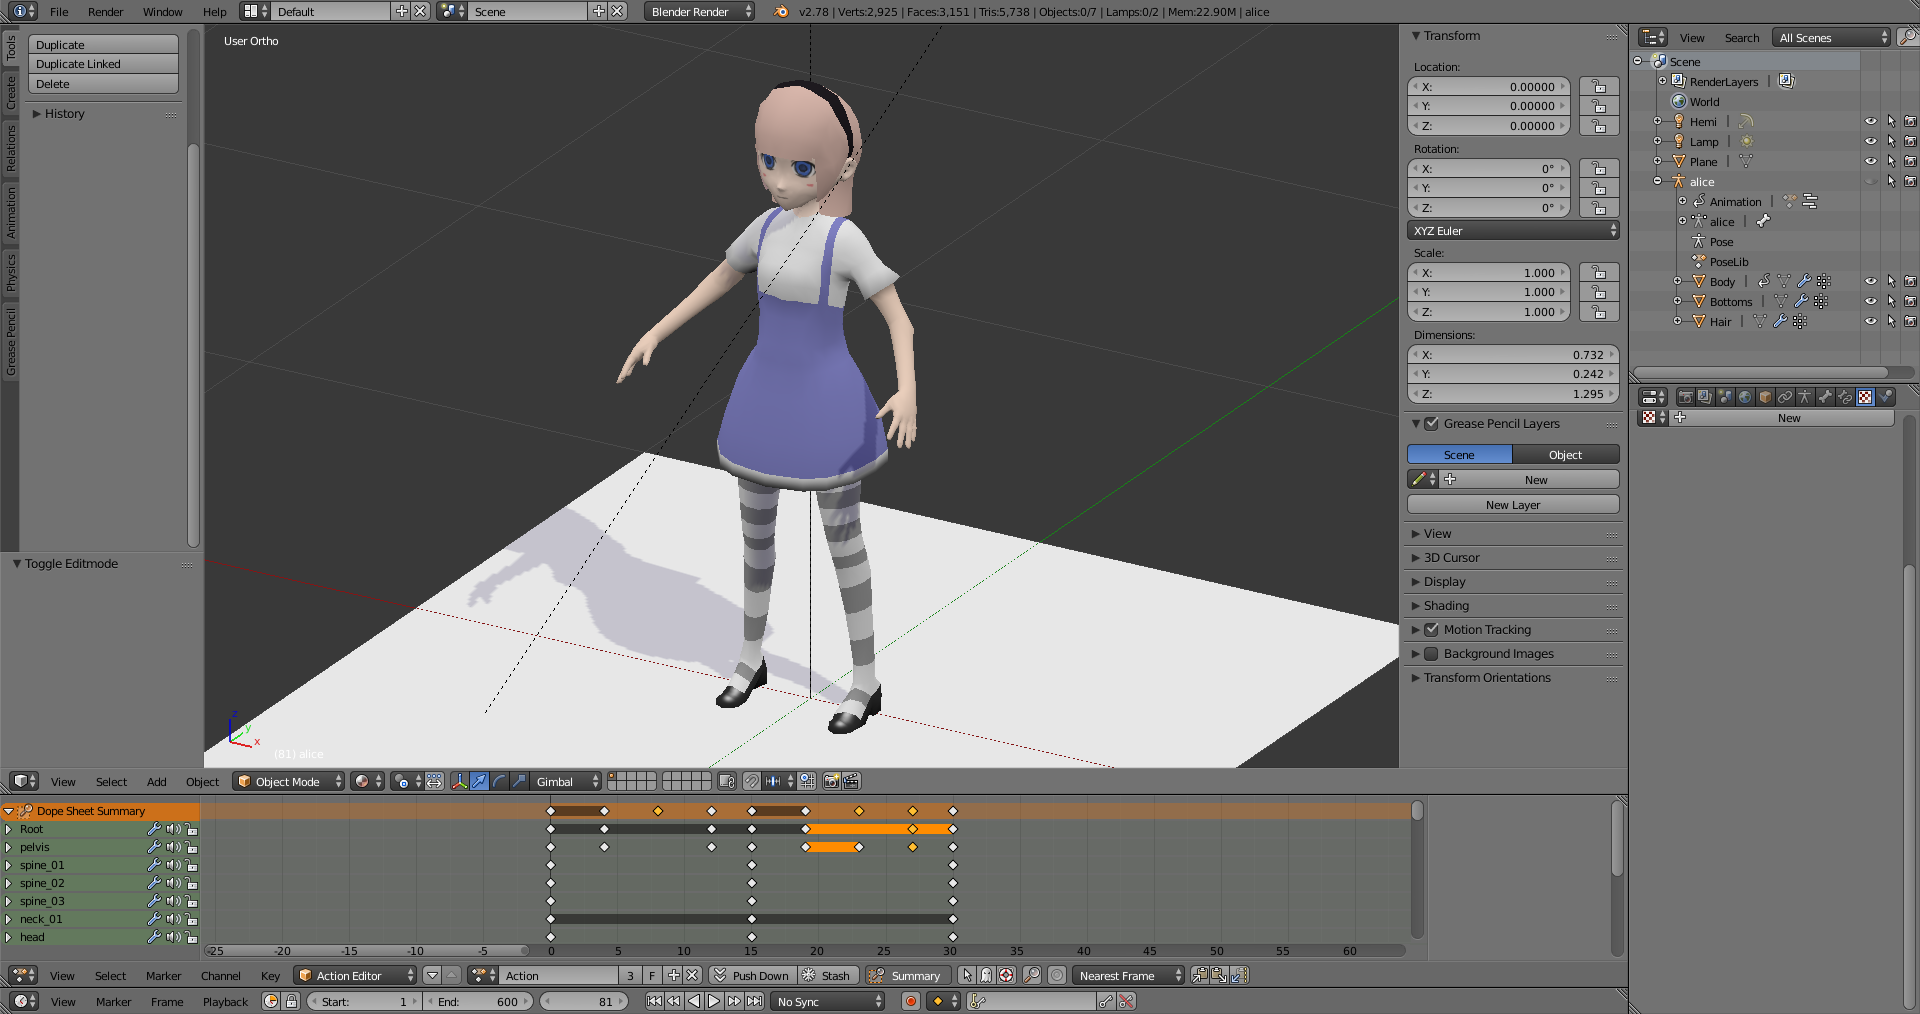 File Render Window Help Default Scene Blender Render v2.78 | Verts:2,925 | Faces:3,151 | Tris:5,738 | Objects:0/7 | Lamps:0/2 | Mem:22.90M | alice
Tools
Create
Relations
Animation
Physics
Grease Pencil
Duplicate
Duplicate Linked
Delete
History
Toggle Editmode
User Ortho
z
y
x
(81) alice
Transform
Location:
X: 0.00000
Y: 0.00000
Z: 0.00000
Rotation:
X: 0°
Y: 0°
Z: 0°
XYZ Euler
Scale:
X: 1.000
Y: 1.000
Z: 1.000
Dimensions:
X: 0.732
Y: 0.242
Z: 1.295
Grease Pencil Layers
Scene Object
New
New Layer
View
3D Cursor
Display
Shading
Motion Tracking
Background Images
Transform Orientations
View Search All Scenes
Scene
RenderLayers
World
Hemi
Lamp
Plane
alice
Animation
alice
Pose
PoseLib
Body
Bottoms
Hair
New
View Select Add Object Object Mode Gimbal
Dope Sheet Summary
Root
pelvis
spine_01
spine_02
spine_03
neck_01
head
-25 -20 -15 -10 -5 0 5 10 15 20 25 30 35 40 45 50 55 60
View Select Marker Channel Key Action Editor Action 3 F Push Down Stash Summary Nearest Frame
View Marker Frame Playback Start: 1 End: 600 81 No Sync